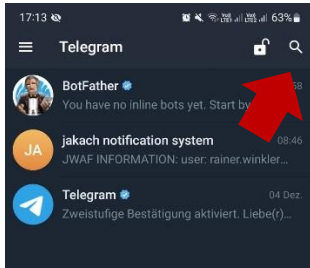 17:13
63%
Telegram
BotFather
58
You have no inline bots yet. Start by
JA
jakach notification system
08:46
JWAF INFORMATION: user: rainer.winkler...
Telegram
04 Dez.
Zweistufige Bestätigung aktiviert. Liebe(r)...